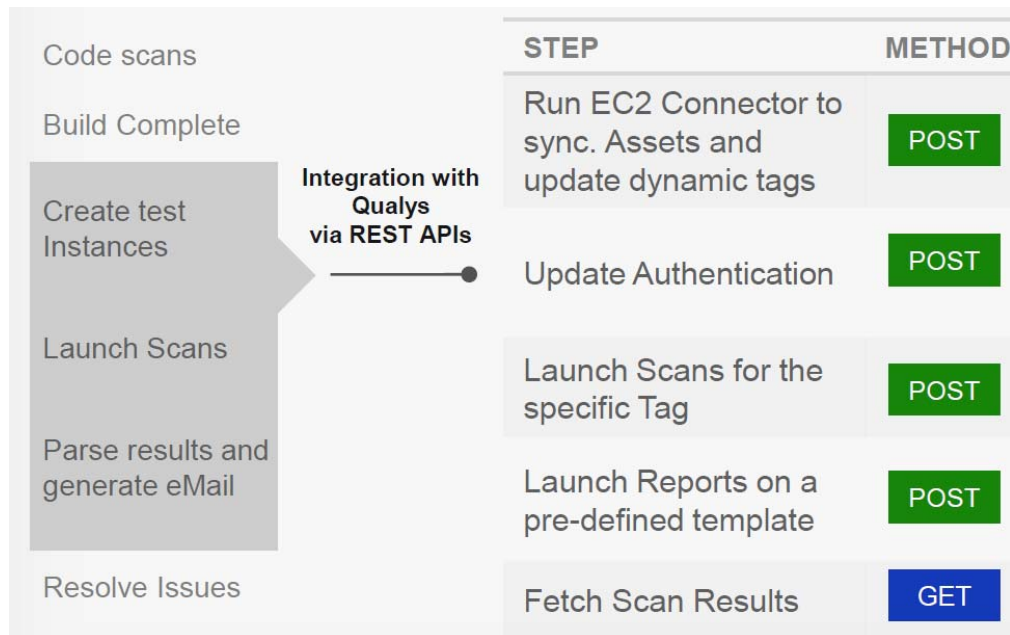 Code scans
Build Complete
Create test
Instances
Launch Scans
Parse results and
generate eMail
Resolve Issues
Integration with
Qualys
via REST APIs
STEP METHOD
Run EC2 Connector to
sync. Assets and
update dynamic tags
POST
Update Authentication
POST
Launch Scans for the
specific Tag
POST
Launch Reports on a
pre-defined template
POST
Fetch Scan Results
GET